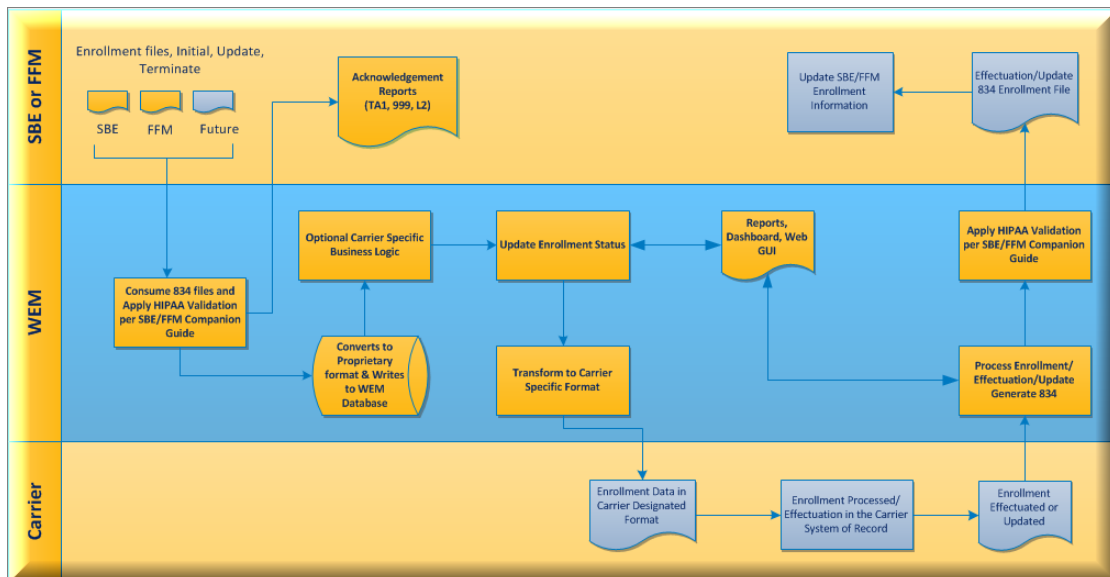 SBE or FFM
Enrollment files, Initial, Update,
Terminate
SBE
FFM
Future
Acknowledgement
Reports
(TA1, 999, L2)
Update SBE/FFM
Enrollment
Information
Effectuation/Update
834 Enrollment File
WEM
Consume 834 files and
Apply HIPAA Validation
per SBE/FFM Companion
Guide
Optional Carrier Specific
Business Logic
Converts to
Proprietary
format & Writes
to WEM
Database
Update Enrollment Status
Transform to Carrier
Specific Format
Reports,
Dashboard, Web
GUI
Apply HIPAA Validation
per SBE/FFM Companion
Guide
Process Enrollment/
Effectuation/Update
Generate 834
Carrier
Enrollment Data in
Carrier Designated
Format
Enrollment Processed/
Effectuation in the Carrier
System of Record
Enrollment
Effectuated or
Updated